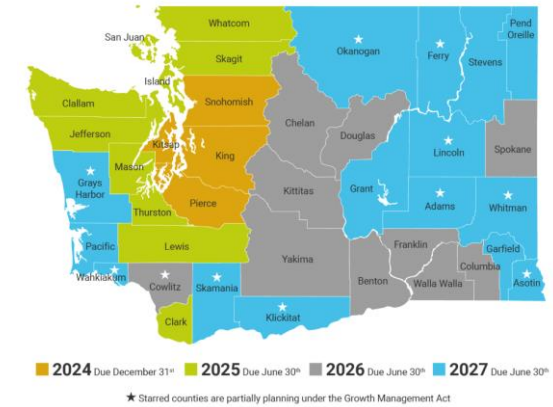 Whatcom
San Juan
Skagit
Island
Okanogan
Ferry
Stevens
Pend
Oreille
Clallam
Jefferson
Snohomish
Chelan
Douglas
Kitsap
King
Mason
Lincoln
Spokane
Grays
Harbor
Kittitas
Grant
Adams
Whitman
Thurston
Pierce
Pacific
Lewis
Yakima
Franklin
Garfield
Columbia
Wahkiakum
Cowlitz
Skamania
Benton
Walla Walla
Asotin
Clark
Klickitat
2024 Due December 31st 2025 Due June 30th 2026 Due June 30th 2027 Due June 30th
★ Starred counties are partially planning under the Growth Management Act